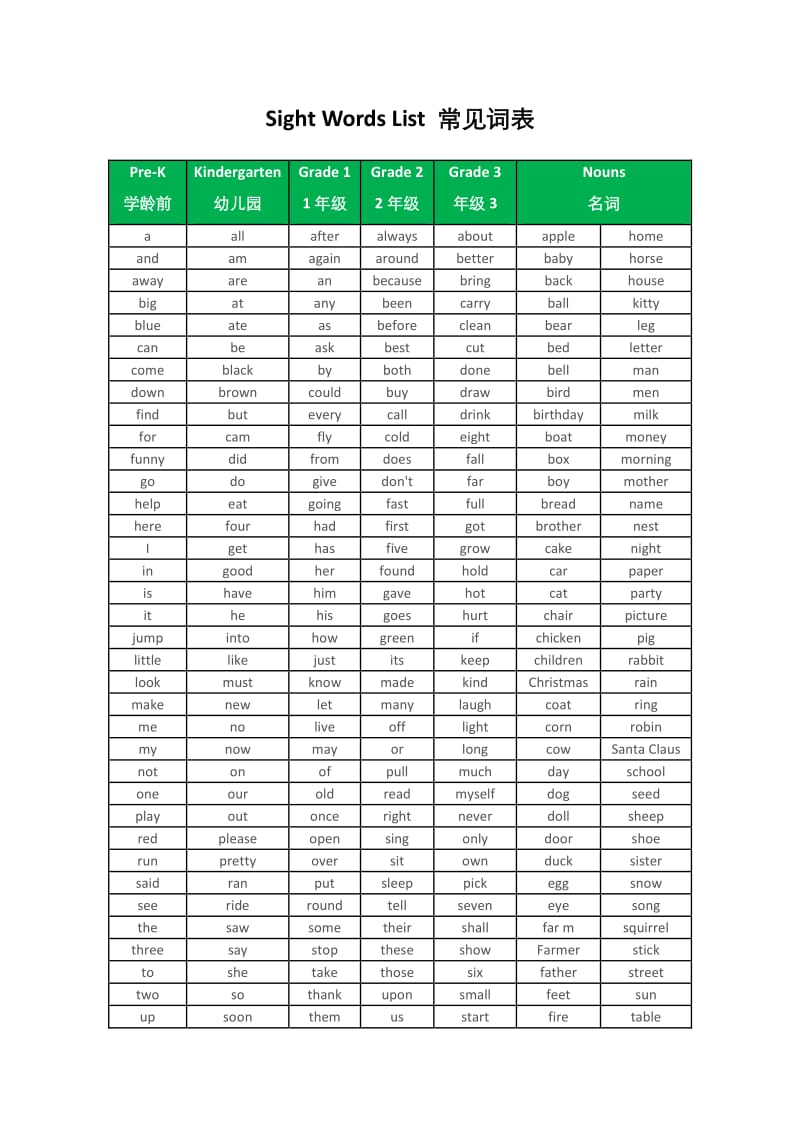 Sight Words List 常见词表
Pre-K Kindergarten Grade 1 Grade 2 Grade 3 Nouns
学龄前 幼儿园 1 年级 2 年级 年级 3 名词
a all after always about apple home
and am again around better baby horse
away are an because bring back house
big at any been carry ball kitty
blue ate as before clean bear leg
can be ask best cut bed letter
come black by both done bell man
down brown could buy draw bird men
find but every call drink birthday milk
for cam fly cold eight boat money
funny did from does fall box morning
go do give don't far boy mother
help eat going fast full bread name
here four had first got brother nest
I get has five grow cake night
in good her found hold car paper
is have him gave hot cat party
it he his goes hurt chair picture
jump into how green if chicken pig
little like just its keep children rabbit
look must know made kind Christmas rain
make new let many laugh coat ring
me no live off light corn robin
my now may or long cow Santa Claus
not on of pull much day school
one our old read myself dog seed
play out once right never doll sheep
red please open sing only door shoe
run pretty over sit own duck sister
said ran put sleep pick egg snow
see ride round tell seven eye song
the saw some their shall far m squirrel
three say stop these show Farmer stick
to she take those six father street
two so thank upon small feet sun
up soon them us start fire table